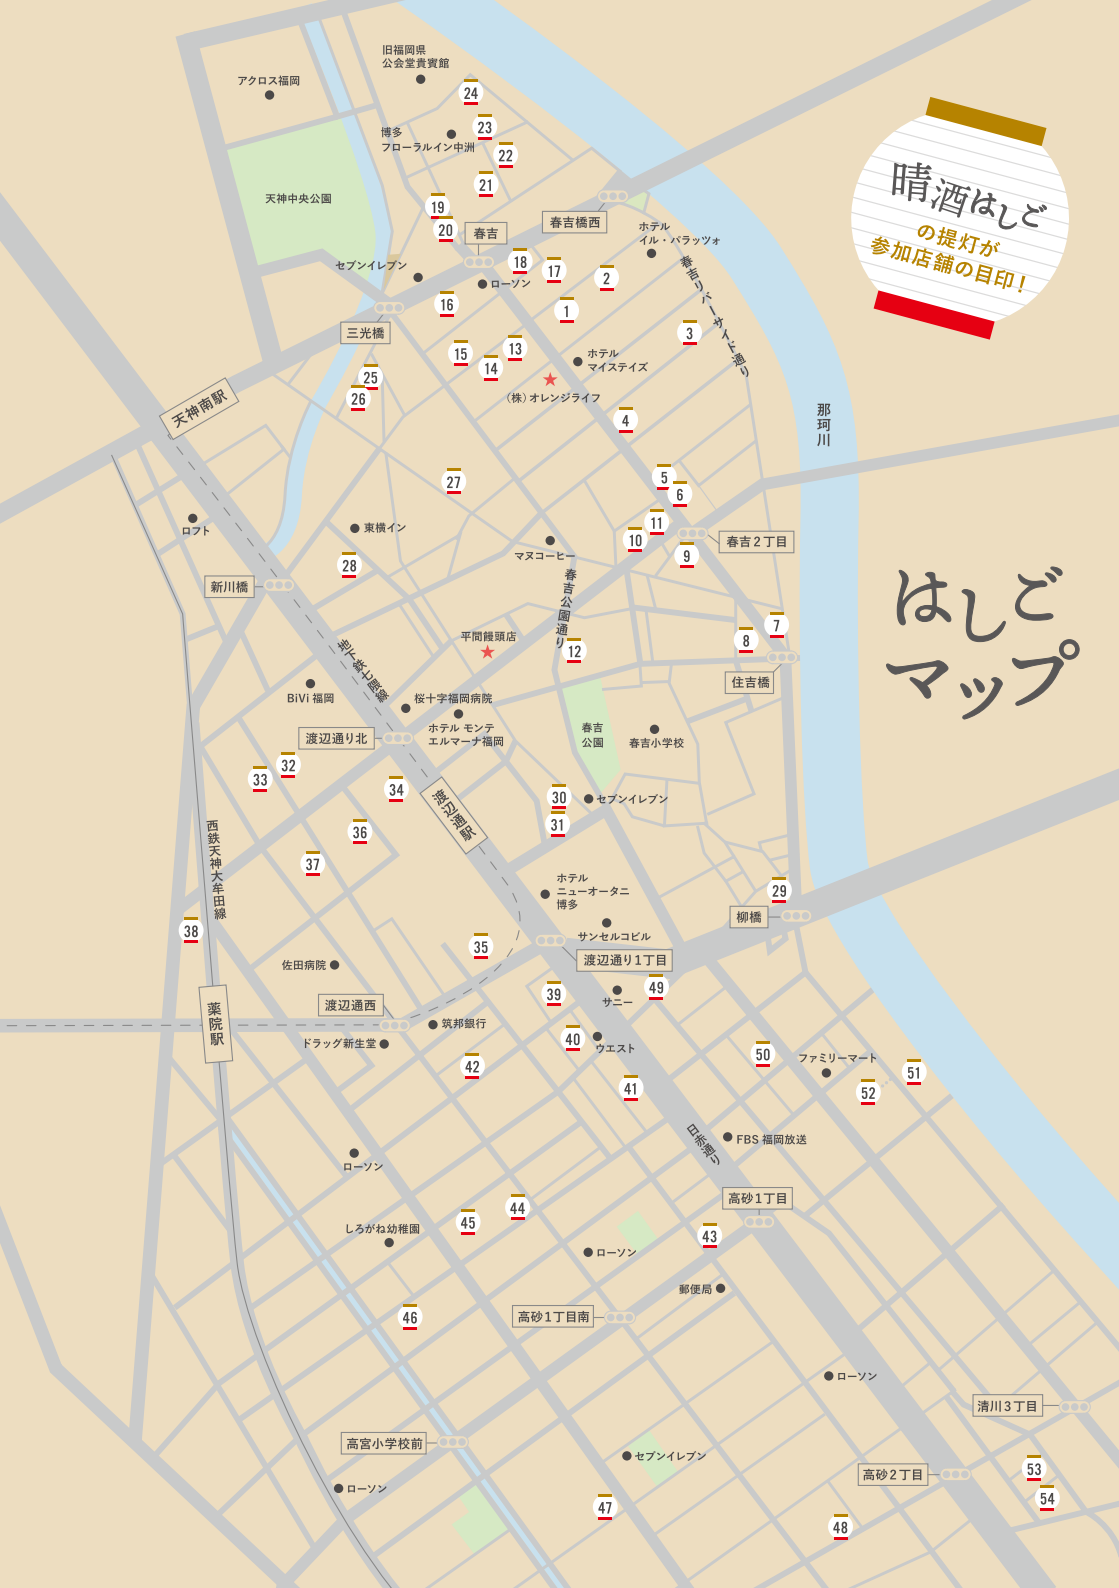 旧福岡県
公会堂貴賓館
アクロス福岡
24
博多
フローラルイン中洲
23
22
21
天神中央公園
19
20
春吉
春吉橋西
ホテル
イル・パラッツォ
晴酒はしご
の提灯が
参加店舗の目印!
セブンイレブン
18
17
2
ローソン
春吉リバーサイド通り
16
1
三光橋
3
15
14
13
ホテル
マイステイズ
25
26
(株)オレンジライフ
天神南駅
4
那珂川
27
5
6
ロフト
東横イン
11
10
マヌコーヒー
9
春吉2丁目
28
新川橋
春吉公園通り
はしご
マップ
平間饅頭店
12
8
7
地下鉄七隈線
住吉橋
BiVi 福岡
桜十字福岡病院
ホテル モンテ
エルマーナ福岡
渡辺通り北
春吉
公園
春吉小学校
33
32
34
30
セブンイレブン
31
渡辺通駅
36
37
西鉄天神大牟田線
ホテル
ニューオータニ
博多
29
柳橋
38
35
サンセルコビル
渡辺通り1丁目
佐田病院
39
サニー
49
渡辺通西
薬院駅
筑邦銀行
ドラッグ新生堂
40
ウエスト
42
41
50
ファミリーマート
51
52
日赤通り
FBS 福岡放送
ローソン
高砂1丁目
44
45
しろがね幼稚園
43
ローソン
郵便局
46
高砂1丁目南
ローソン
清川3丁目
高宮小学校前
セブンイレブン
高砂2丁目
53
54
ローソン
47
48